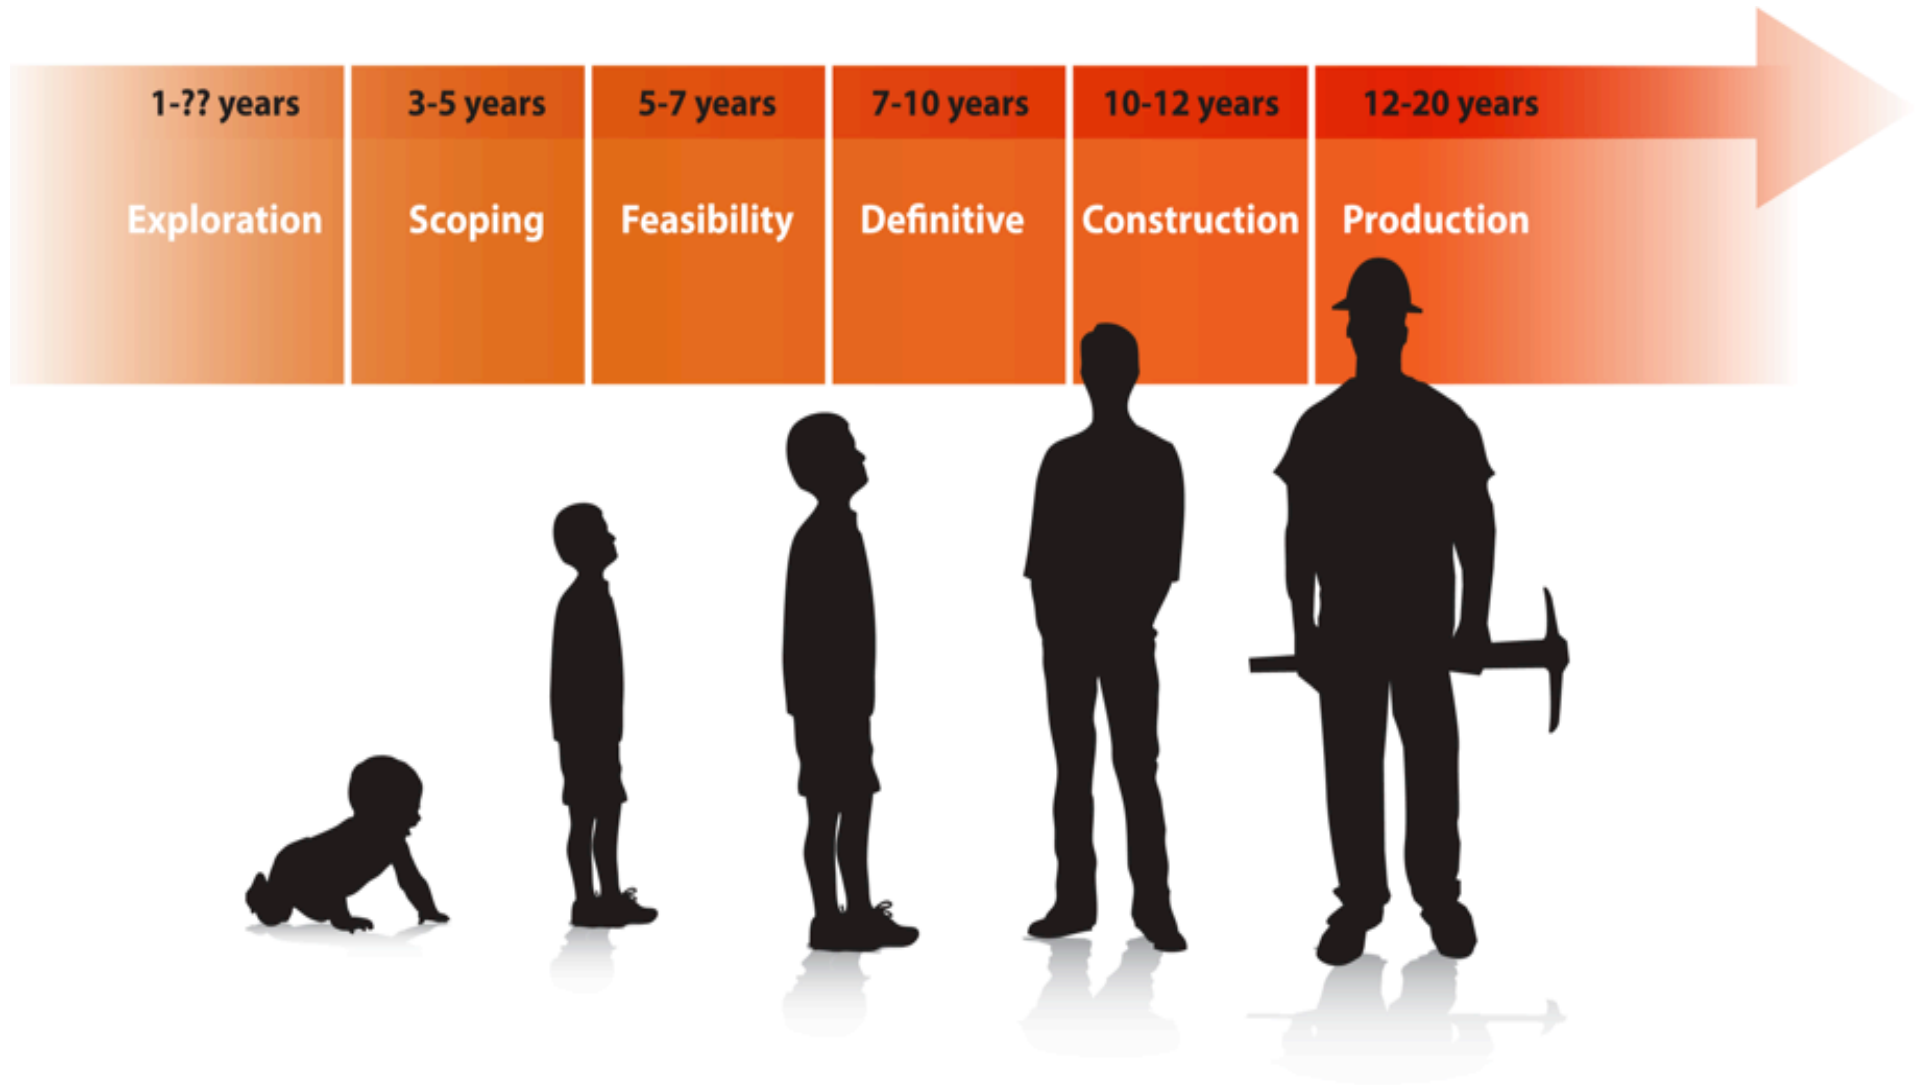 1-?? years
3-5 years
5-7 years
7-10 years
10-12 years
12-20 years
Exploration
Scoping
Feasibility
Definitive
Construction
Production